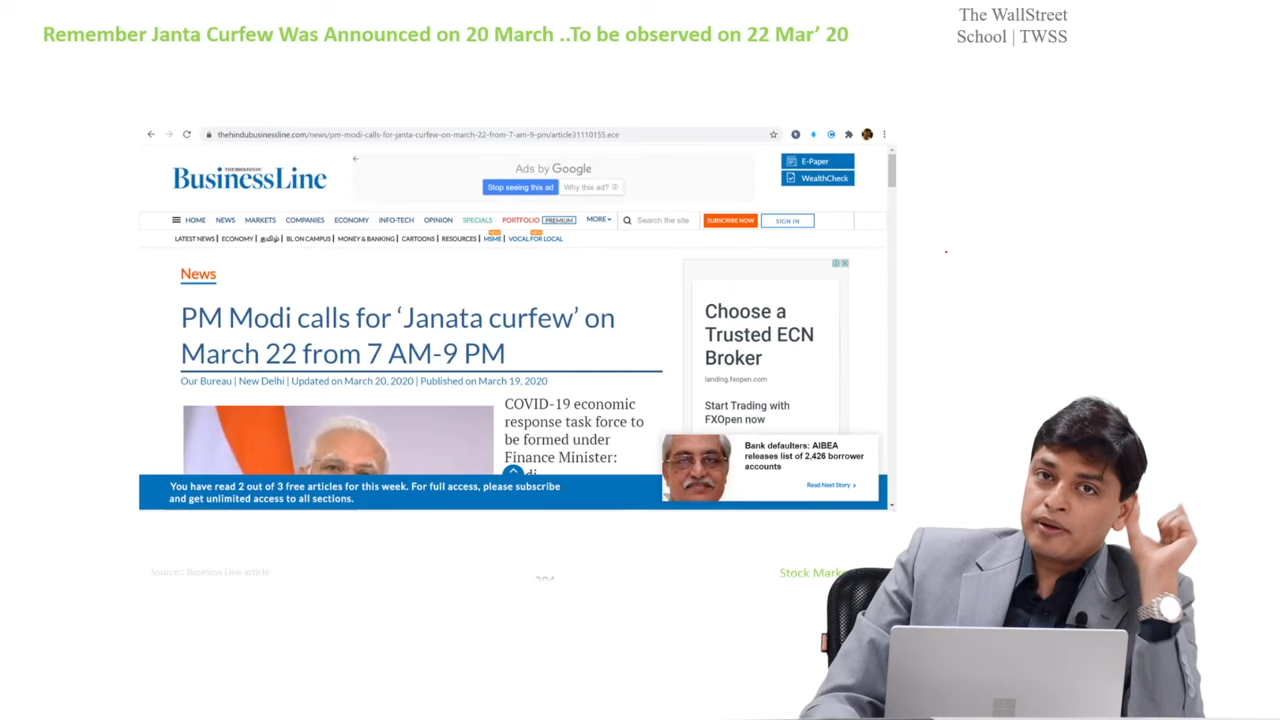 Remember Janta Curfew Was Announced on 20 March ..To be observed on 22 Mar’ 20
The WallStreet
School | TWSS
thehindubusinessline.com/news/pm-modi-calls-for-janta-curfew-on-march-22-from-7-am-9-pm/article31110155.ece
Ads by Google
Stop seeing this ad Why this ad?
THE HINDU
BusinessLine
E-Paper
WealthCheck
HOME NEWS MARKETS COMPANIES ECONOMY INFO-TECH OPINION SPECIALS PORTFOLIO PREMIUM MORE Search the site SUBSCRIBE NOW SIGN IN
LATEST NEWS | ECONOMY | தமிழ் | BL ON CAMPUS | MONEY & BANKING | CARTOONS | RESOURCES | MSME | VOCAL FOR LOCAL
News
PM Modi calls for ‘Janata curfew’ on
March 22 from 7 AM-9 PM
Our Bureau | New Delhi | Updated on March 20, 2020 | Published on March 19, 2020
COVID-19 economic
response task force to
be formed under
Finance Minister:
Choose a
Trusted ECN
Broker
landing.fxopen.com
Start Trading with
FXOpen now
Bank defaulters: AIBEA
releases list of 2,426 borrower
accounts
Read Next Story
You have read 2 out of 3 free articles for this week. For full access, please subscribe
and get unlimited access to all sections.
Source:: Business Line article
Stock Mark